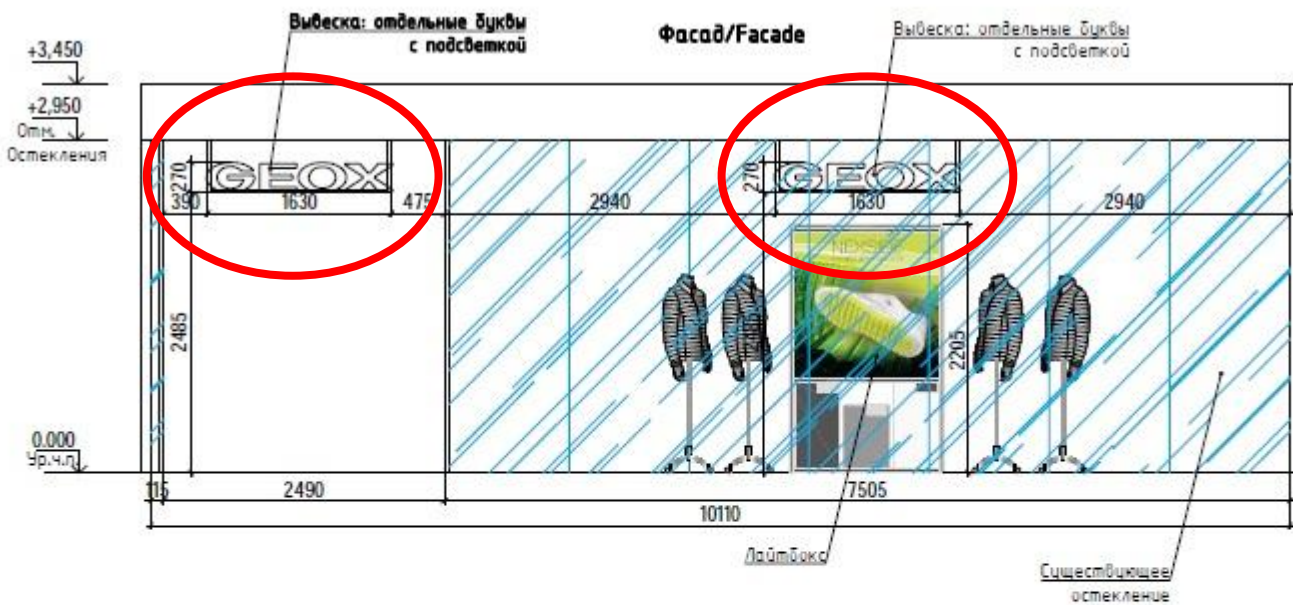 Вывеска: отдельные буквы
с подсветкой
Фасад/Facade
Вывеска: отдельные буквы
с подсветкой
+3,450
+2,950
Отм.
Остекления
270
GEOX
270
GEOX
390
1630
475
2940
1630
2940
2485
2205
0.000
Ур.ч.п.
115
2490
7505
10110
Лайтбокс
Существующее
остекление